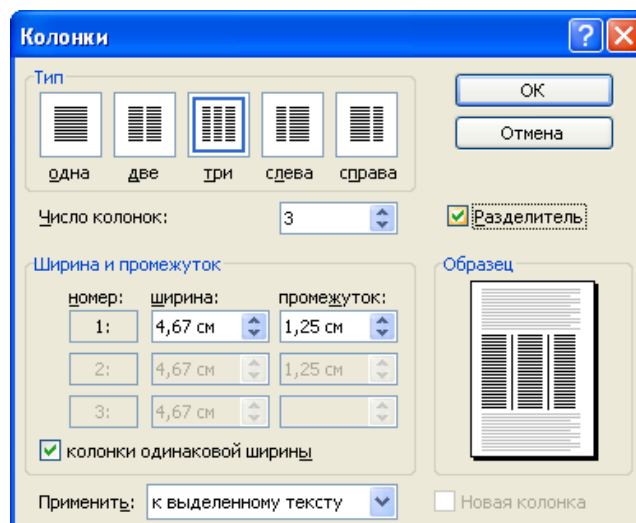 Колонки
Тип
одна две три слева справа
ОК
Отмена
Число колонок: 3
Разделитель
Ширина и промежуток
номер: ширина: промежуток:
1: 4,67 см 1,25 см
2: 4,67 см 1,25 см
3: 4,67 см
колонки одинаковой ширины
Образец
Применить: к выделенному тексту
Новая колонка